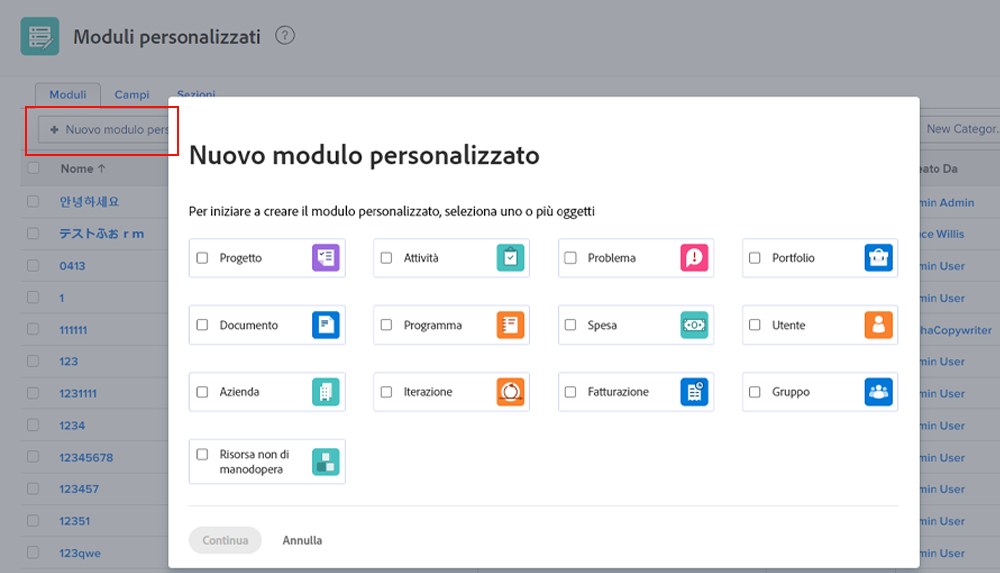 Moduli personalizzati ?
Moduli Campi Sezioni
+ Nuovo modulo pers
New Categor.
Nome ↑
ato Da
안녕하세요
min Admin
テストふぉｒｍ
ce Willis
0413
min User
1
min User
111111
haCopywriter
123
min User
1231111
min User
1234
min User
12345678
min User
123457
min User
12351
min User
123qwe
min User
Nuovo modulo personalizzato
Per iniziare a creare il modulo personalizzato, seleziona uno o più oggetti
Progetto Attività Problema Portfolio
Documento Programma Spesa Utente
Azienda Iterazione Fatturazione Gruppo
Risorsa non di
manodopera
Continua Annulla